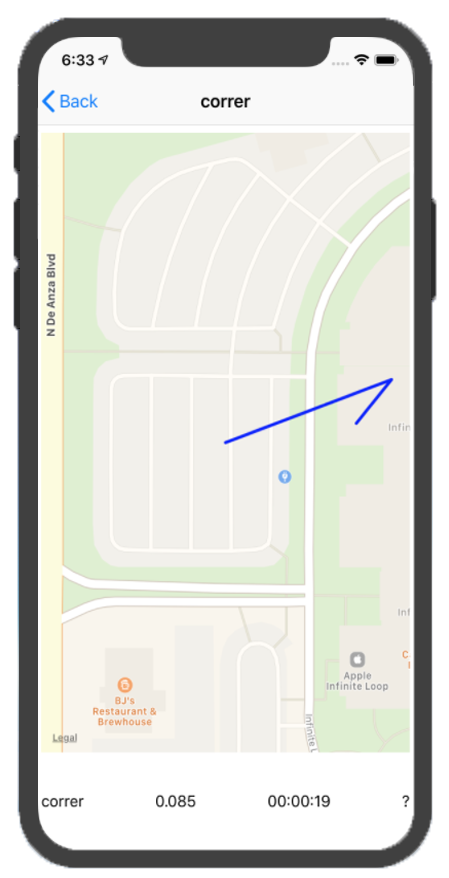 6:33
Back
correr
N De Anza Blvd
Infin
Inf
C
Apple
Infinite Loop
BJ's
Restaurant &
Brewhouse
Infinite L
Legal
correr 0.085 00:00:19 ?